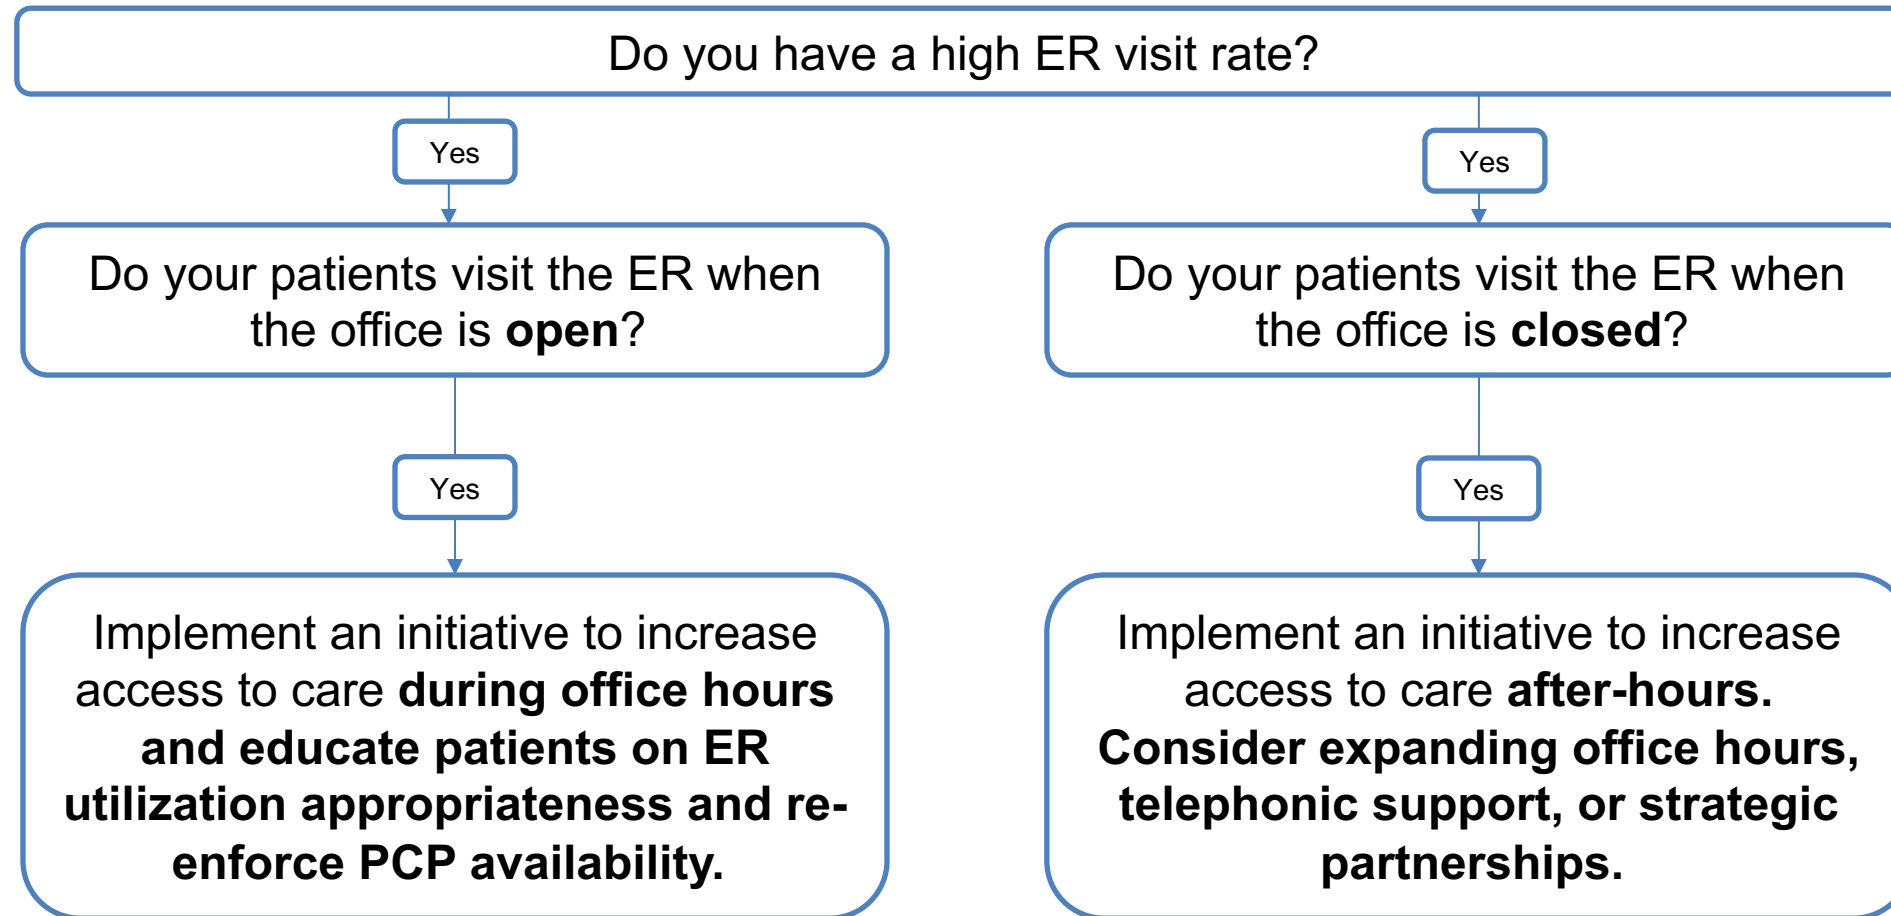 Do you have a high ER visit rate?
Yes
Yes
Do your patients visit the ER when
the office is open?
Do your patients visit the ER when
the office is closed?
Yes
Yes
Implement an initiative to increase
access to care during office hours
and educate patients on ER
utilization appropriateness and re-
enforce PCP availability.
Implement an initiative to increase
access to care after-hours.
Consider expanding office hours,
telephonic support, or strategic
partnerships.